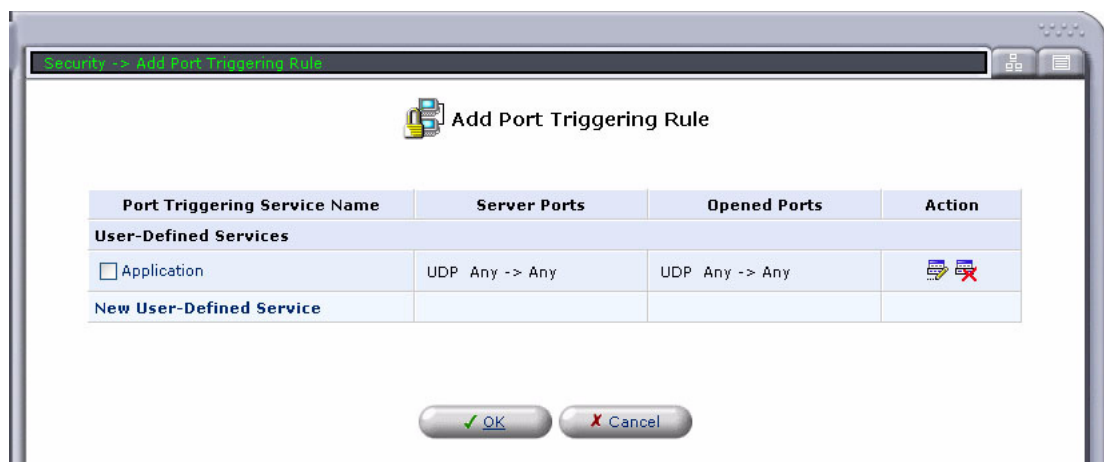 Security -> Add Port Triggering Rule
Add Port Triggering Rule
Port Triggering Service Name Server Ports Opened Ports Action
User-Defined Services
Application UDP Any -> Any UDP Any -> Any
New User-Defined Service
OK Cancel